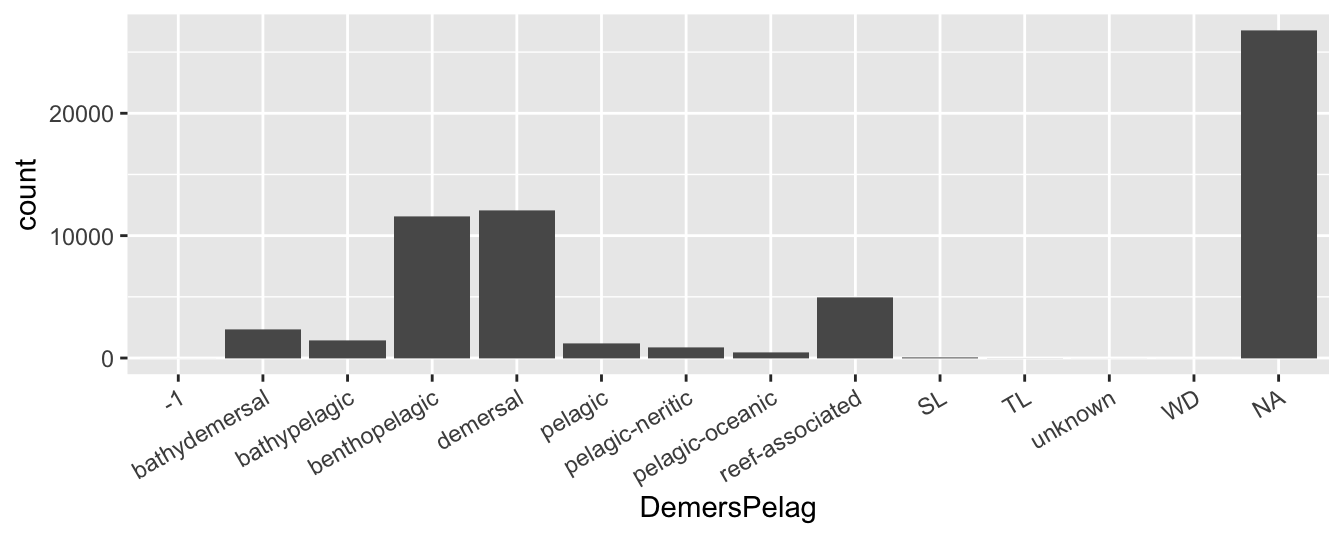 count
20000
10000
0
-1
bathydemersal
bathypelagic
benthopelagic
demersal
pelagic
pelagic-neritic
pelagic-oceanic
reef-associated
SL
TL
unknown
WD
NA
DemersPelag